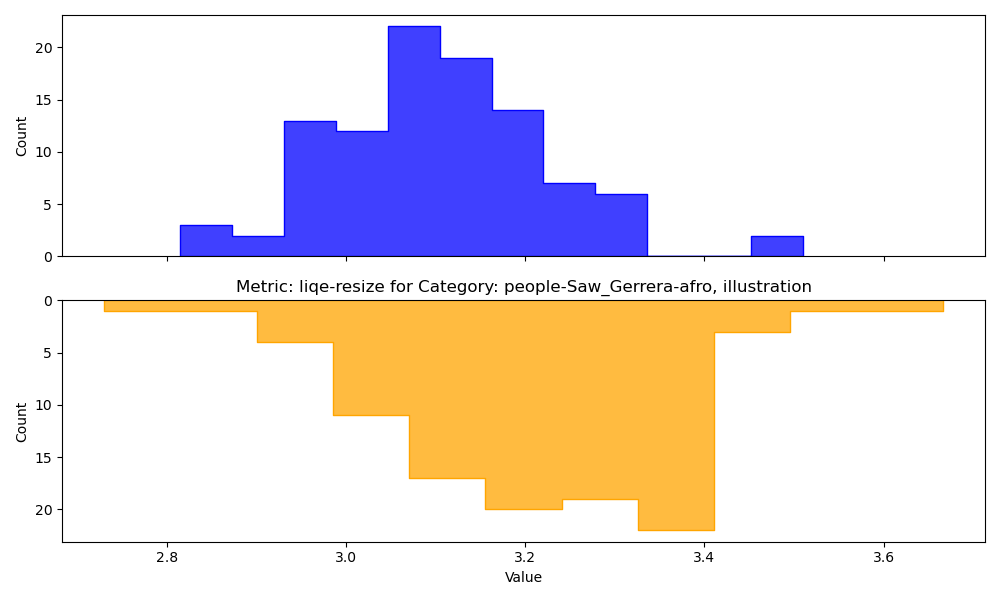 20
15
10
5
0
Count
Metric: liqe-resize for Category: people-Saw_Gerrera-afro, illustration
0
5
10
15
20
Count
2.8 3.0 3.2 3.4 3.6
Value